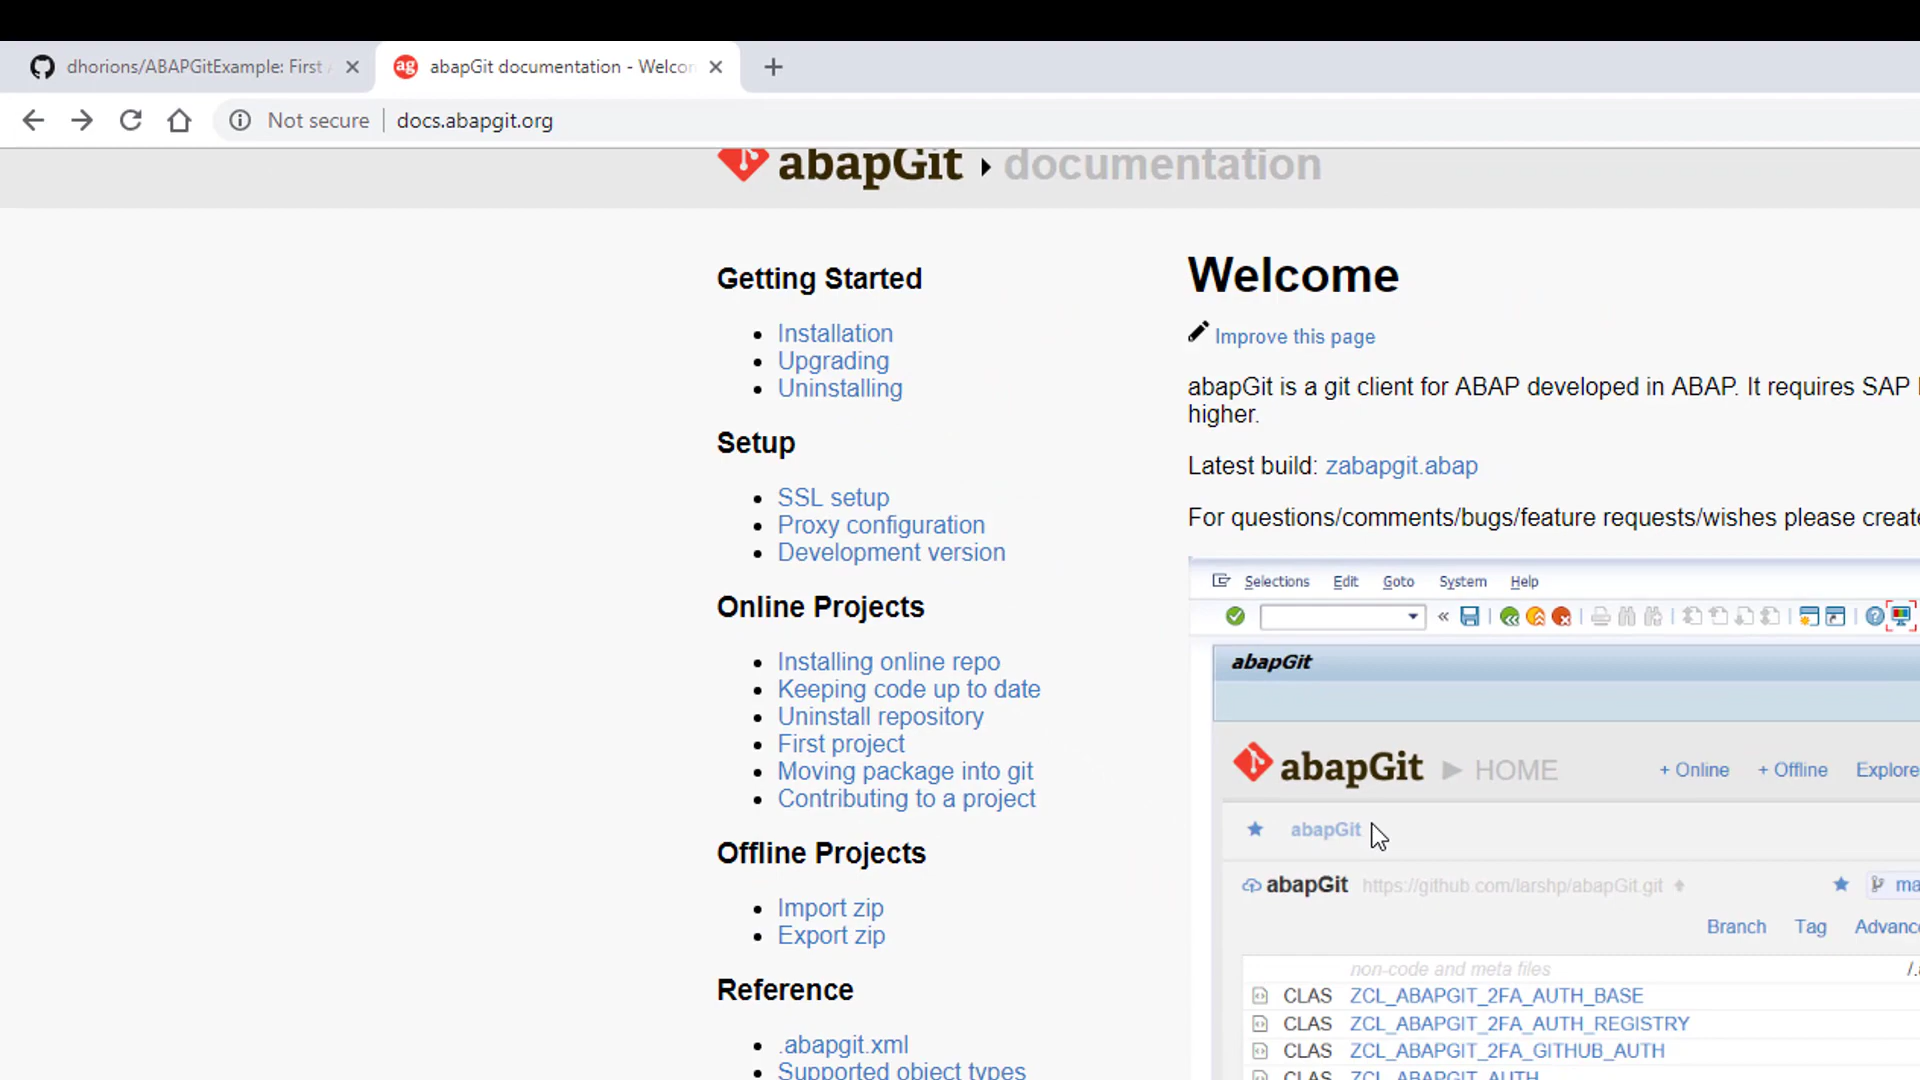 dhorions/ABAPGitExample: First
abapGit documentation - Welcom
Not secure
docs.abapgit.org
abapGit documentation
Getting Started
Installation
Upgrading
Uninstalling
Setup
SSL setup
Proxy configuration
Development version
Online Projects
Installing online repo
Keeping code up to date
Uninstall repository
First project
Moving package into git
Contributing to a project
Offline Projects
Import zip
Export zip
Reference
.abapgit.xml
Supported object types
Welcome
Improve this page
abapGit is a git client for ABAP developed in ABAP. It requires SAP
higher.
Latest build: zabapgit.abap
For questions/comments/bugs/feature requests/wishes please create
Selections Edit Goto System Help
abapGit
abapGit HOME + Online + Offline Explore
abapGit
abapGit https://github.com/larshp/abapGit.git ma
Branch Tag Advance
non-code and meta files /.
CLAS ZCL_ABAPGIT_2FA_AUTH_BASE
CLAS ZCL_ABAPGIT_2FA_AUTH_REGISTRY
CLAS ZCL_ABAPGIT_2FA_GITHUB_AUTH
CLAS ZCL_ABAPGIT_AUTH